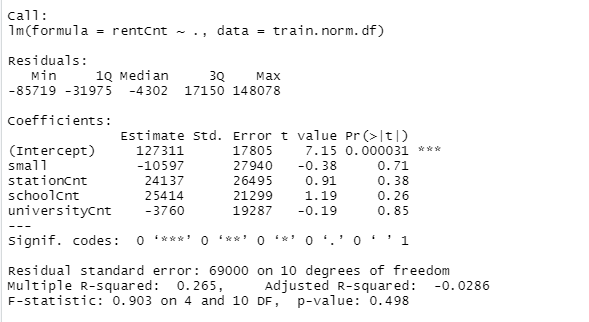 Call:
lm(formula = rentCnt ~ ., data = train.norm.df)
Residuals:
Min 1Q Median 3Q Max
-85719 -31975 -4302 17150 148078
Coefficients:
Estimate Std. Error t value Pr(>|t|)
(Intercept) 127311 17805 7.15 0.000031 ***
small -10597 27940 -0.38 0.71
stationCnt 24137 26495 0.91 0.38
schoolCnt 25414 21299 1.19 0.26
universityCnt -3760 19287 -0.19 0.85
---
Signif. codes: 0 ‘***’ 0 ‘**’ 0 ‘*’ 0 ‘.’ 0 ‘ ’ 1
Residual standard error: 69000 on 10 degrees of freedom
Multiple R-squared: 0.265, Adjusted R-squared: -0.0286
F-statistic: 0.903 on 4 and 10 DF, p-value: 0.498